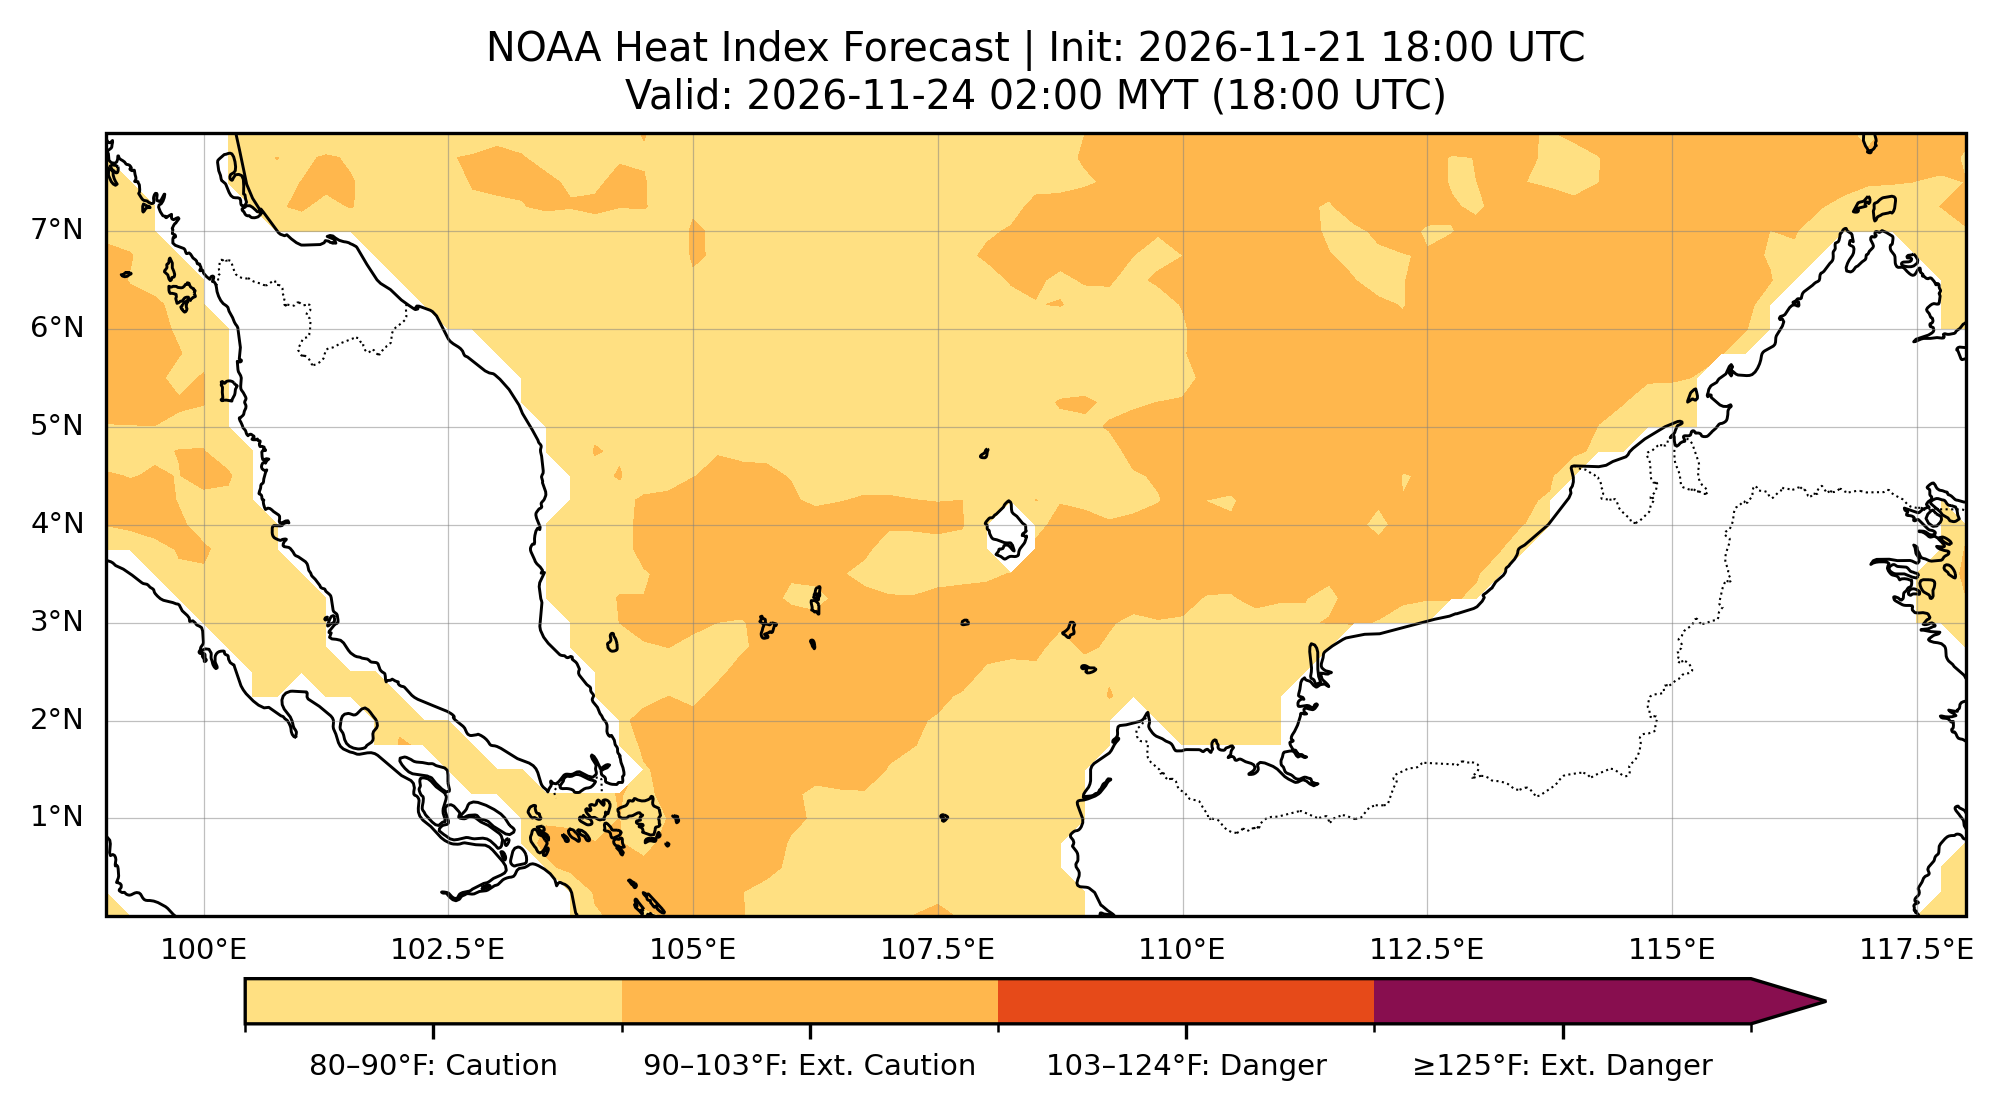 NOAA Heat Index Forecast | Init: 2026-11-21 18:00 UTC
Valid: 2026-11-24 02:00 MYT (18:00 UTC)
7°N
6°N
5°N
4°N
3°N
2°N
1°N
100°E
102.5°E
105°E
107.5°E
110°E
112.5°E
115°E
117.5°E
80–90°F: Caution
90–103°F: Ext. Caution
103–124°F: Danger
≥125°F: Ext. Danger